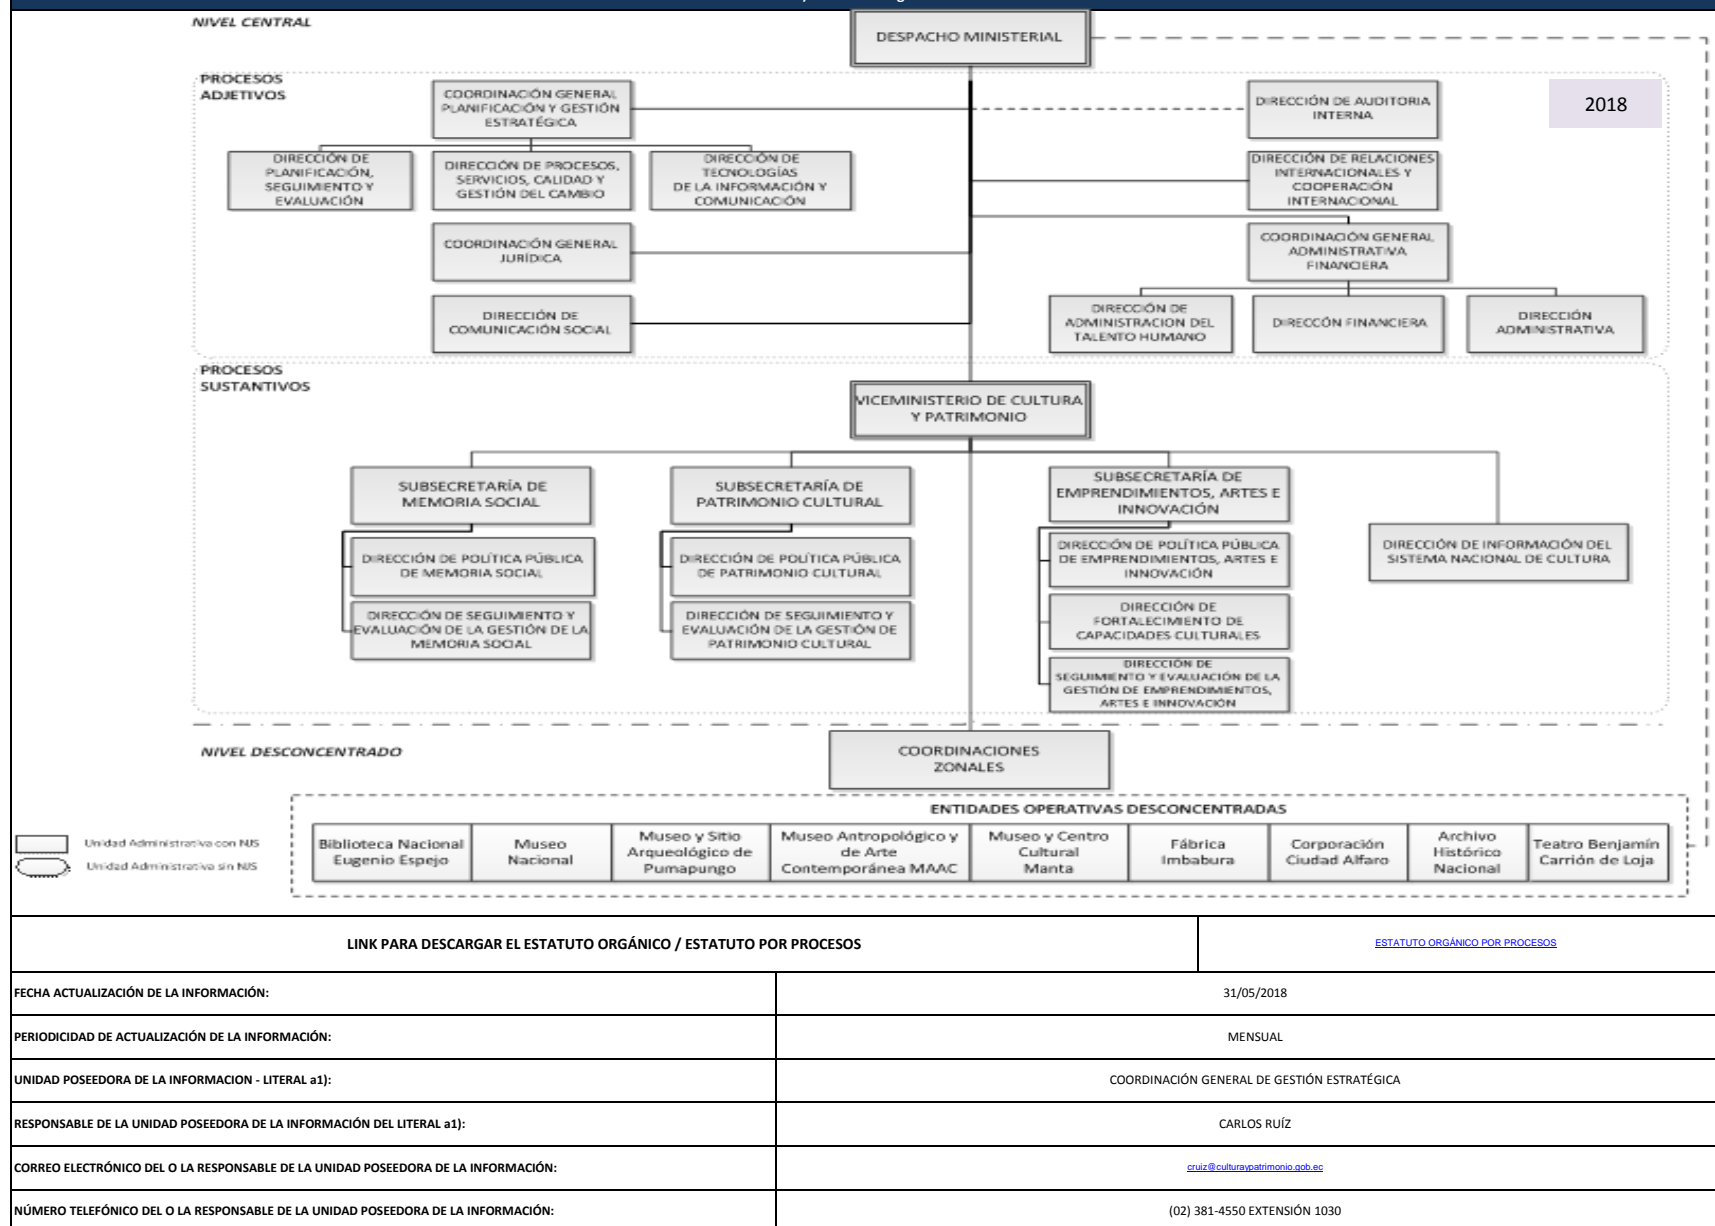 NIVEL CENTRAL
DESPACHO MINISTERIAL
PROCESOS
ADJETIVOS
COORDINACIÓN GENERAL
PLANIFICACIÓN Y GESTIÓN
ESTRATÉGICA
DIRECCIÓN DE AUDITORIA
INTERNA
2018
DIRECCIÓN DE
PLANIFICACIÓN,
SEGUIMIENTO Y
EVALUACIÓN
DIRECCIÓN DE PROCESOS,
SERVICIOS, CALIDAD Y
GESTIÓN DEL CAMBIO
DIRECCIÓN DE
TECNOLOGÍAS
DE LA INFORMACIÓN Y
COMUNICACIÓN
DIRECCIÓN DE RELACIONES
INTERNACIONALES Y
COOPERACIÓN
INTERNACIONAL
COORDINACIÓN GENERAL
JURÍDICA
COORDINACIÓN GENERAL
ADMINISTRATIVA
FINANCIERA
DIRECCIÓN DE
COMUNICACIÓN SOCIAL
DIRECCIÓN DE
ADMINISTRACION DEL
TALENTO HUMANO
DIRECCÓN FINANCIERA
DIRECCIÓN
ADMINISTRATIVA
PROCESOS
SUSTANTIVOS
VICEMINISTERIO DE CULTURA
Y PATRIMONIO
SUBSECRETARÍA DE
MEMORIA SOCIAL
SUBSECRETARÍA DE
PATRIMONIO CULTURAL
SUBSECRETARÍA DE
EMPRENDIMIENTOS, ARTES E
INNOVACIÓN
DIRECCIÓN DE POLÍTICA PÚBLICA
DE MEMORIA SOCIAL
DIRECCIÓN DE POLÍTICA PÚBLICA
DE PATRIMONIO CULTURAL
DIRECCIÓN DE POLÍTICA PÚBLICA
DE EMPRENDIMIENTOS, ARTES E
INNOVACIÓN
DIRECCIÓN DE INFORMACIÓN DEL
SISTEMA NACIONAL DE CULTURA
DIRECCIÓN DE SEGUIMIENTO Y
EVALUACIÓN DE LA GESTIÓN DE LA
MEMORIA SOCIAL
DIRECCIÓN DE SEGUIMIENTO Y
EVALUACIÓN DE LA GESTIÓN DE
PATRIMONIO CULTURAL
DIRECCIÓN DE
FORTALECIMIENTO DE
CAPACIDADES CULTURALES
DIRECCIÓN DE
SEGUIMIENTO Y EVALUACIÓN DE LA
GESTIÓN DE EMPRENDIMIENTOS,
ARTES E INNOVACIÓN
NIVEL DESCONCENTRADO
COORDINACIONES
ZONALES
ENTIDADES OPERATIVAS DESCONCENTRADAS
Unidad Administrativa con NJS
Unidad Administrativa sin NJS
Biblioteca Nacional
Eugenio Espejo
Museo
Nacional
Museo y Sitio
Arqueológico de
Pumapungo
Museo Antropológico y
de Arte
Contemporánea MAAC
Museo y Centro
Cultural
Manta
Fábrica
Imbabura
Corporación
Ciudad Alfaro
Archivo
Histórico
Nacional
Teatro Benjamín
Carrión de Loja
LINK PARA DESCARGAR EL ESTATUTO ORGÁNICO / ESTATUTO POR PROCESOS
ESTATUTO ORGÁNICO POR PROCESOS
FECHA ACTUALIZACIÓN DE LA INFORMACIÓN:
31/05/2018
PERIODICIDAD DE ACTUALIZACIÓN DE LA INFORMACIÓN:
MENSUAL
UNIDAD POSEEDORA DE LA INFORMACION - LITERAL a1):
COORDINACIÓN GENERAL DE GESTIÓN ESTRATÉGICA
RESPONSABLE DE LA UNIDAD POSEEDORA DE LA INFORMACIÓN DEL LITERAL a1):
CARLOS RUÍZ
CORREO ELECTRÓNICO DEL O LA RESPONSABLE DE LA UNIDAD POSEEDORA DE LA INFORMACIÓN:
cruiz@culturaypatrimonio.gob.ec
NÚMERO TELEFÓNICO DEL O LA RESPONSABLE DE LA UNIDAD POSEEDORA DE LA INFORMACIÓN:
(02) 381-4550 EXTENSIÓN 1030